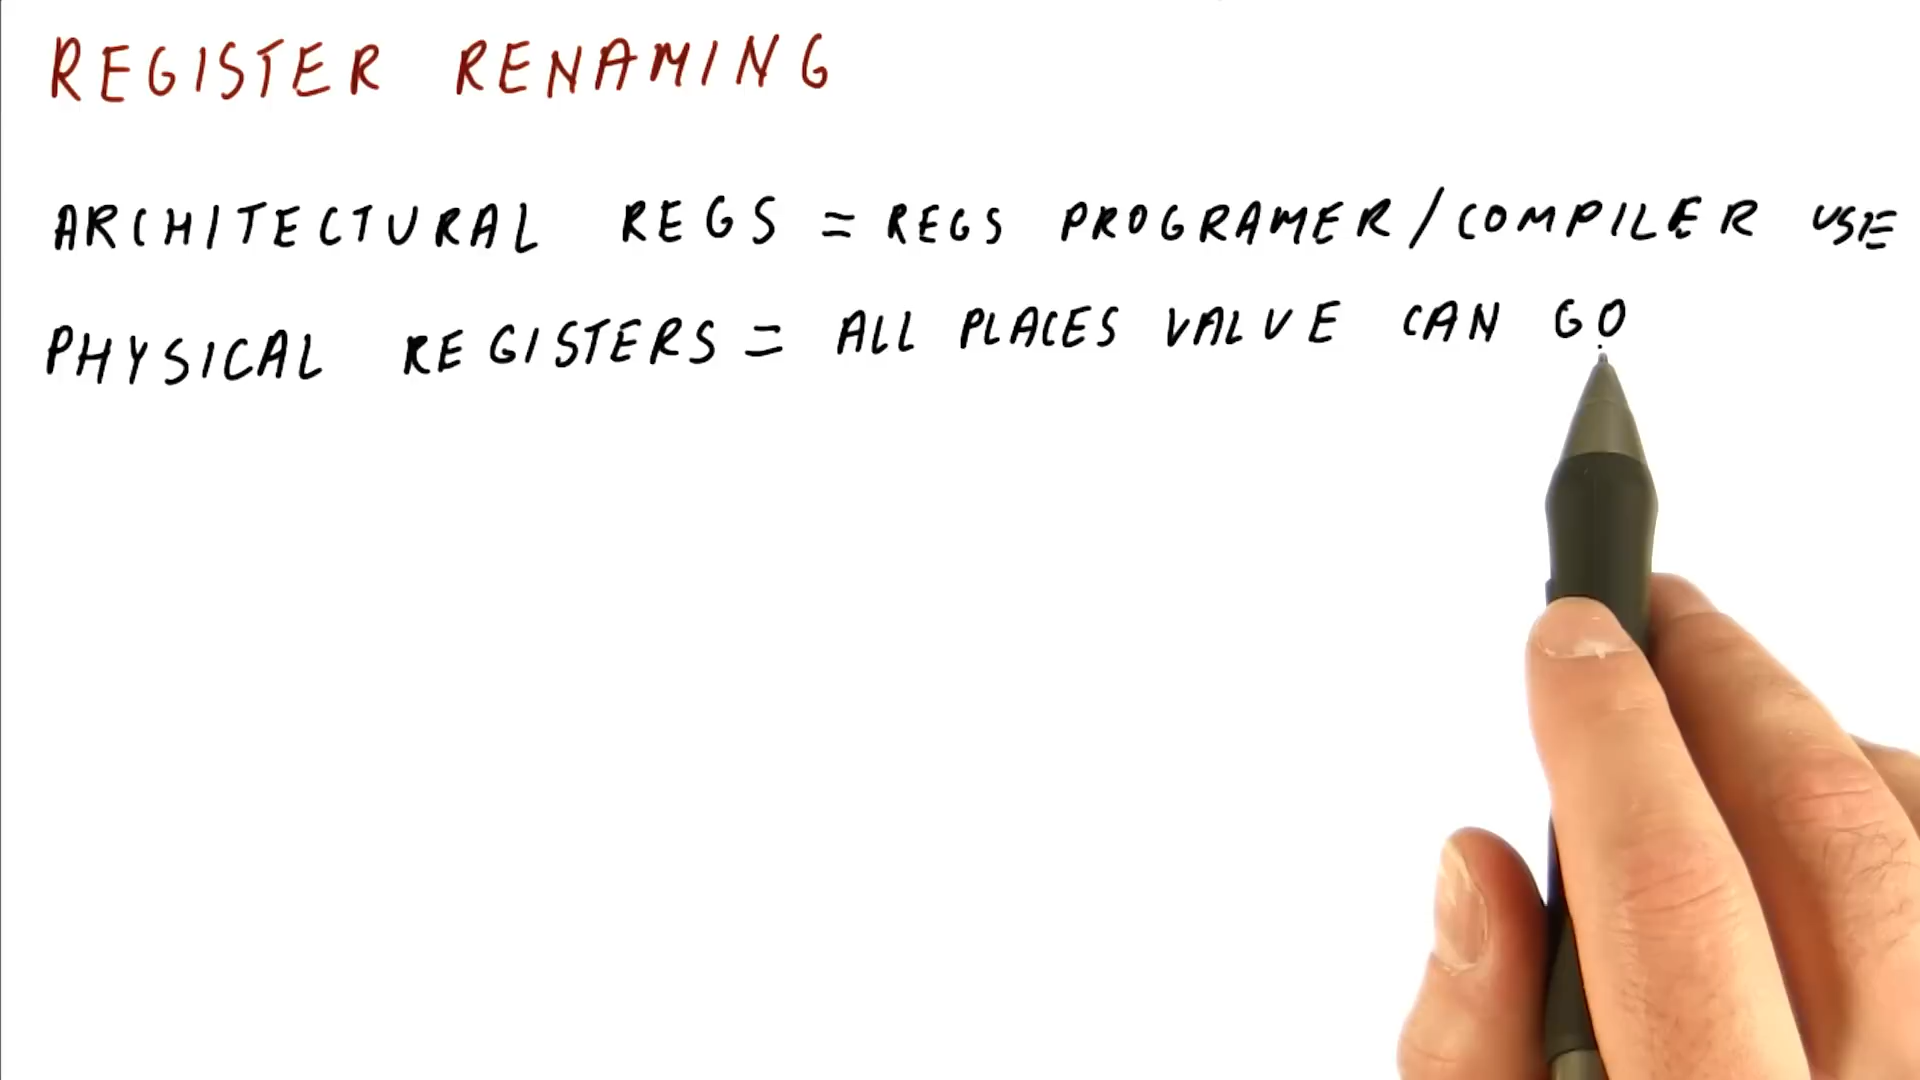 REGISTER RENAMING
ARCHITECTURAL REGS = REGS PROGRAMER/COMPILER USE
PHYSICAL REGISTERS = ALL PLACES VALUE CAN GO